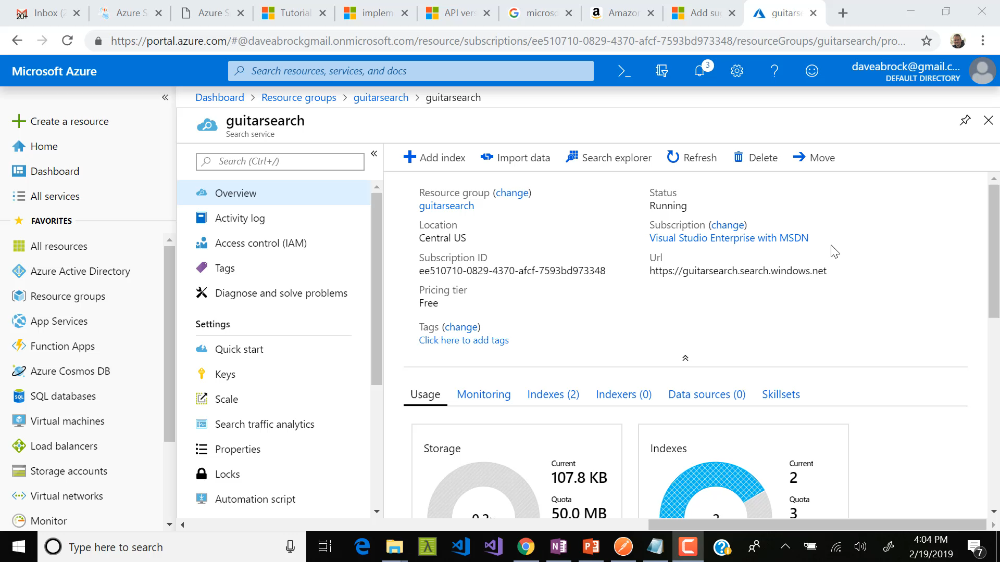 Inbox (2
Azure S
Azure S
Tutorial
implem
API vers
microso
Amazon
Add sug
guitarse
20+
https://portal.azure.com/#@daveabrockgmail.onmicrosoft.com/resource/subscriptions/ee510710-0829-4370-afcf-7593bd973348/resourceGroups/guitarsearch/pro...
Microsoft Azure
Search resources, services, and docs
3
daveabrock@gmail.c...
DEFAULT DIRECTORY
Create a resource
Home
Dashboard
All services
FAVORITES
All resources
Azure Active Directory
Resource groups
App Services
Function Apps
Azure Cosmos DB
SQL databases
Virtual machines
Load balancers
Storage accounts
Virtual networks
Monitor
Dashboard > Resource groups > guitarsearch > guitarsearch
guitarsearch
Search service
Search (Ctrl+/)
Overview
Activity log
Access control (IAM)
Tags
Diagnose and solve problems
Settings
Quick start
Keys
Scale
Search traffic analytics
Properties
Locks
Automation script
Add index
Import data
Search explorer
Refresh
Delete
Move
Resource group (change)
guitarsearch
Location
Central US
Subscription ID
ee510710-0829-4370-afcf-7593bd973348
Pricing tier
Free
Tags (change)
Click here to add tags
Status
Running
Subscription (change)
Visual Studio Enterprise with MSDN
Url
https://guitarsearch.search.windows.net
Usage
Monitoring
Indexes (2)
Indexers (0)
Data sources (0)
Skillsets
Storage
Current
107.8 KB
Quota
50.0 MB
Indexes
Current
2
Quota
3
Type here to search
4:04 PM
2/19/2019
7